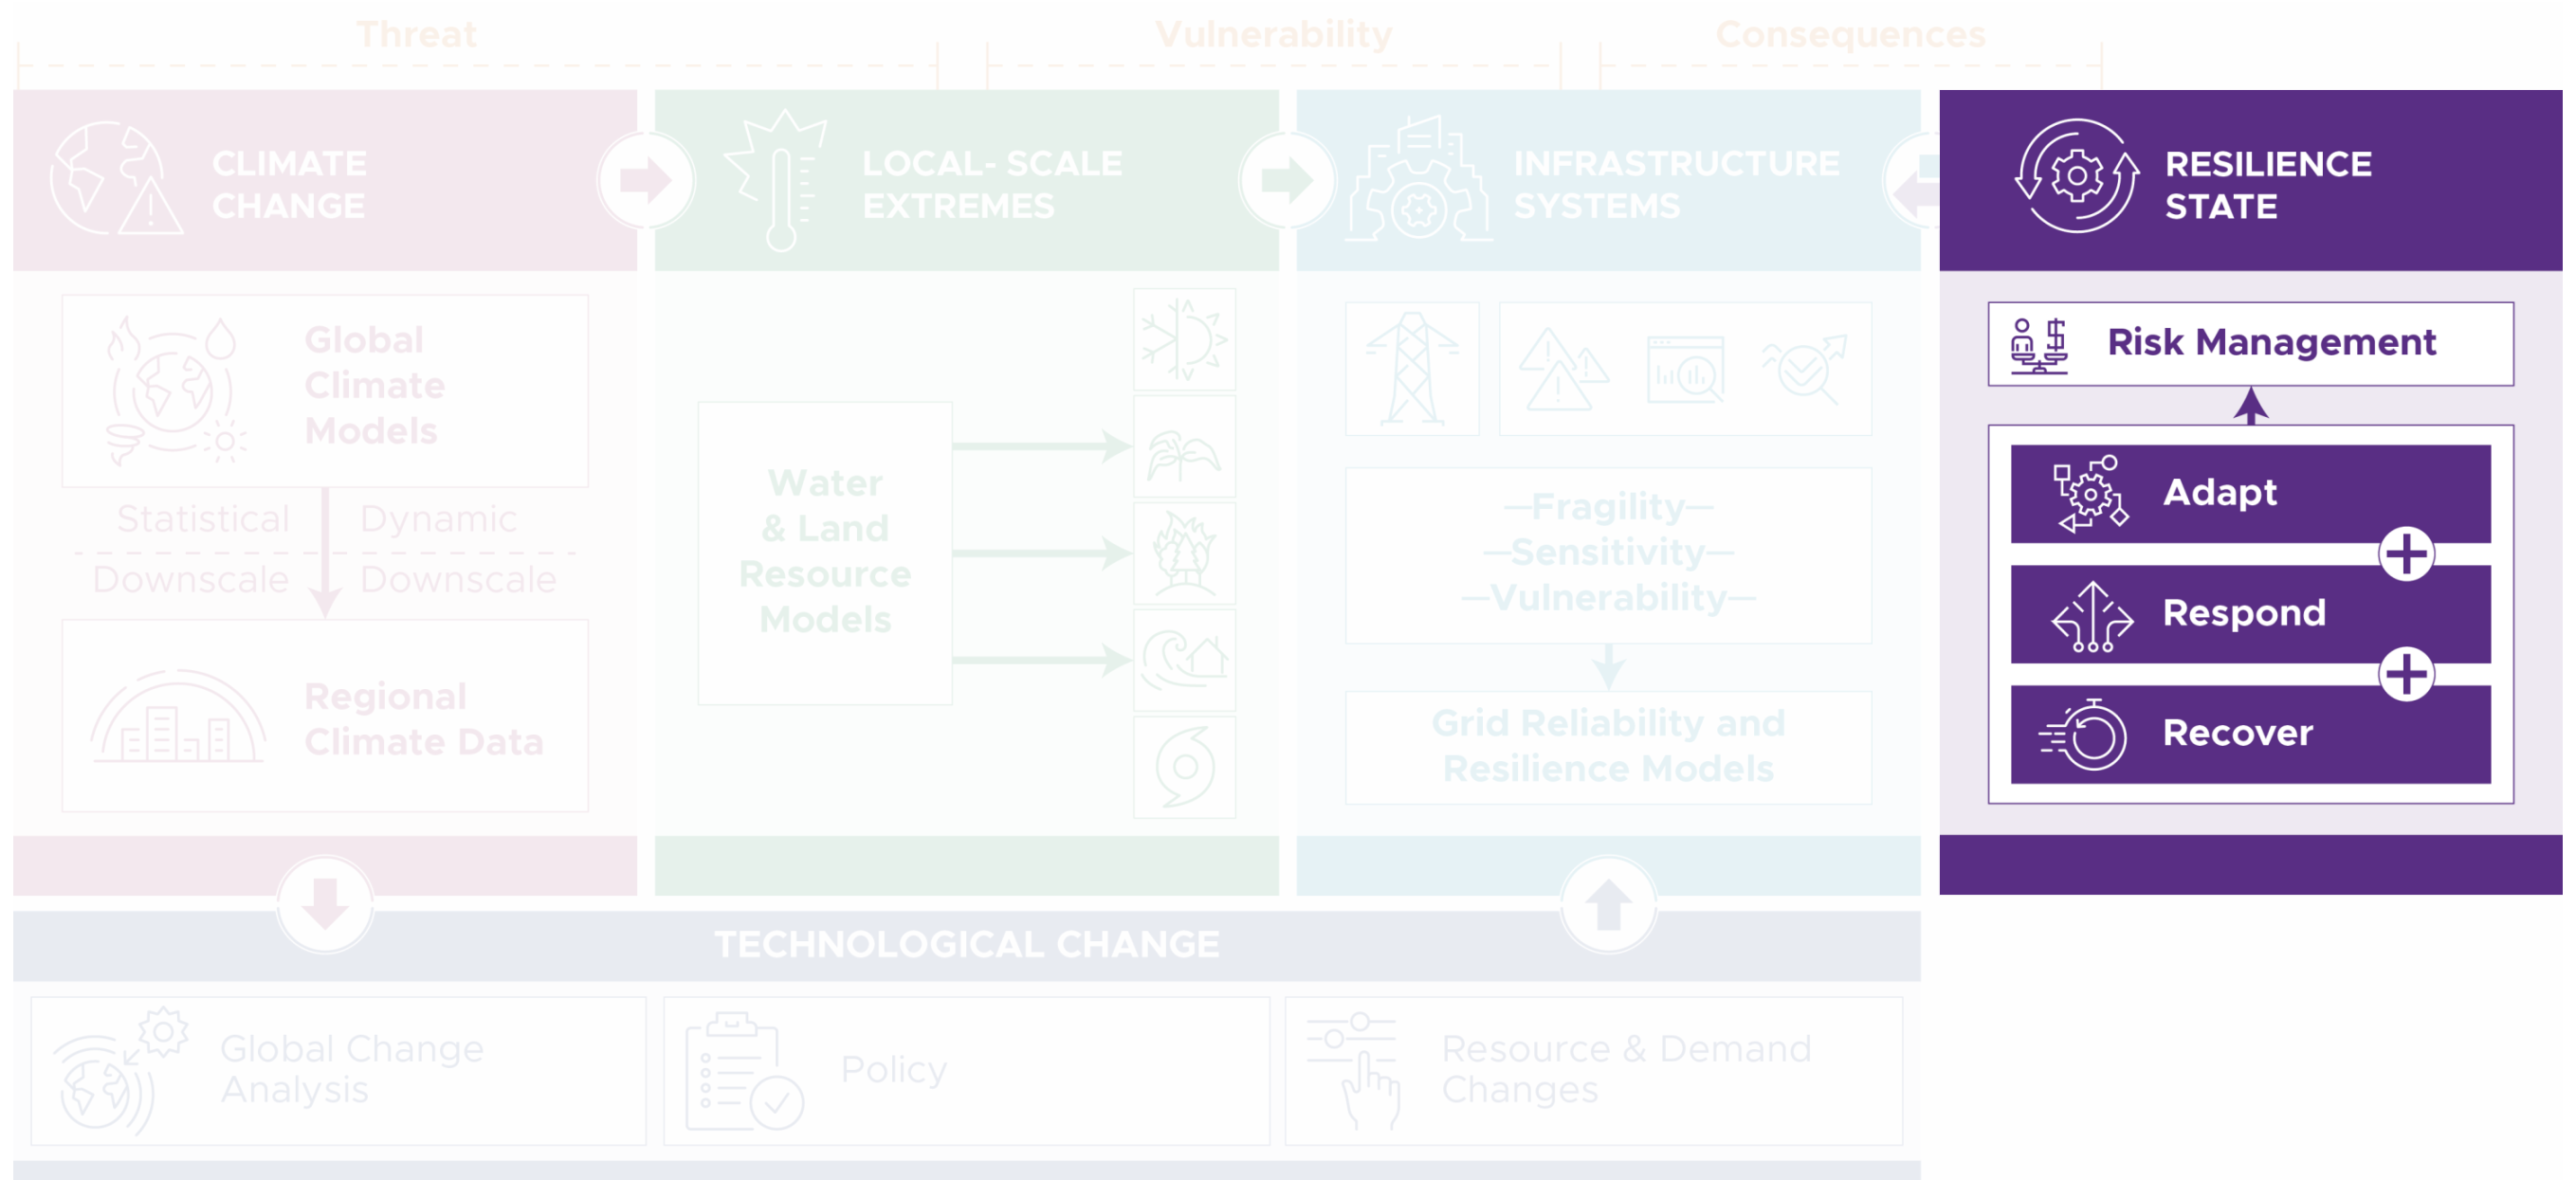 Threat
Vulnerability
Consequences
CLIMATE
CHANGE
LOCAL- SCALE
EXTREMES
INFRASTRUCTURE
SYSTEMS
RESILIENCE
STATE
Global
Climate
Models
Statistical
Downscale
Dynamic
Downscale
Regional
Climate Data
Water
& Land
Resource
Models
—Fragility—
—Sensitivity—
—Vulnerability—
Grid Reliability and
Resilience Models
Risk Management
Adapt
Respond
Recover
TECHNOLOGICAL CHANGE
Global Change
Analysis
Policy
Resource & Demand
Changes